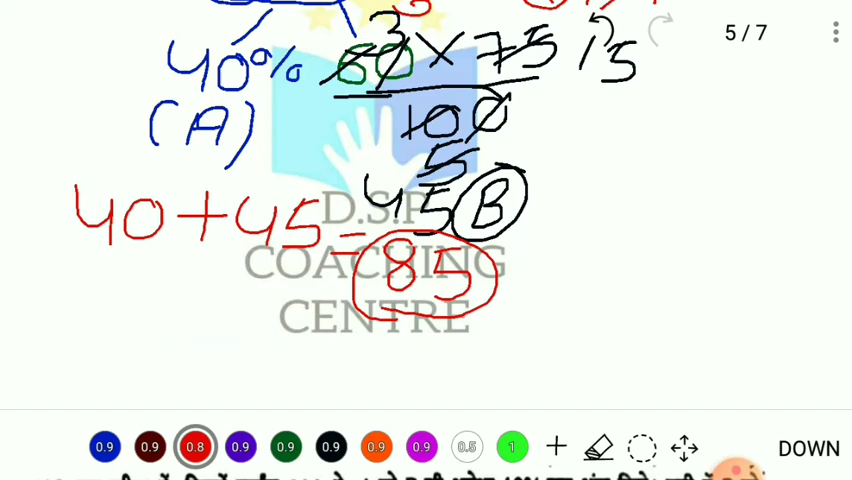 5 / 7
40% 60 3 × 75 15
(A) 100
5
45 B
40 + 45 = 85
D.S.P
COACHING
CENTRE
0.9 0.9 0.8 0.9 0.9 0.9 0.9 0.9 0.5 1 + DOWN